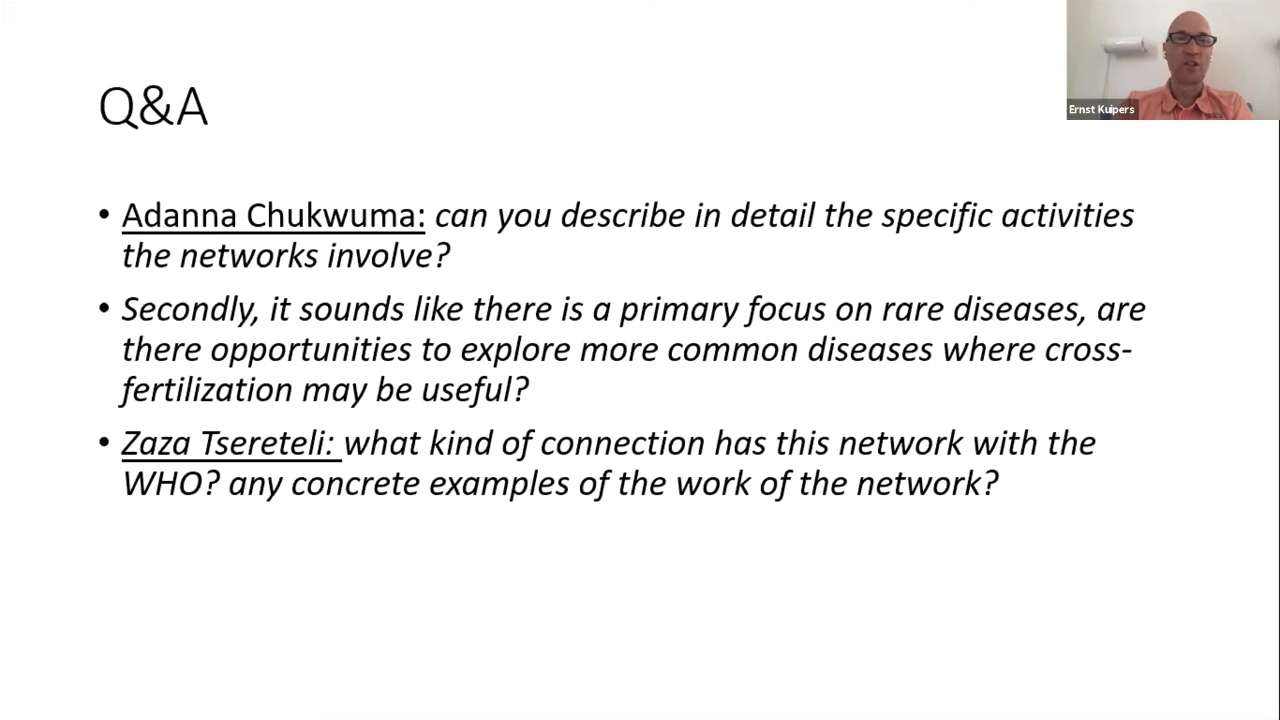 Q&A
Ernst Kuipers
• Adanna Chukwuma: can you describe in detail the specific activities
the networks involve?
• Secondly, it sounds like there is a primary focus on rare diseases, are
there opportunities to explore more common diseases where cross-
fertilization may be useful?
• Zaza Tsereteli: what kind of connection has this network with the
WHO? any concrete examples of the work of the network?